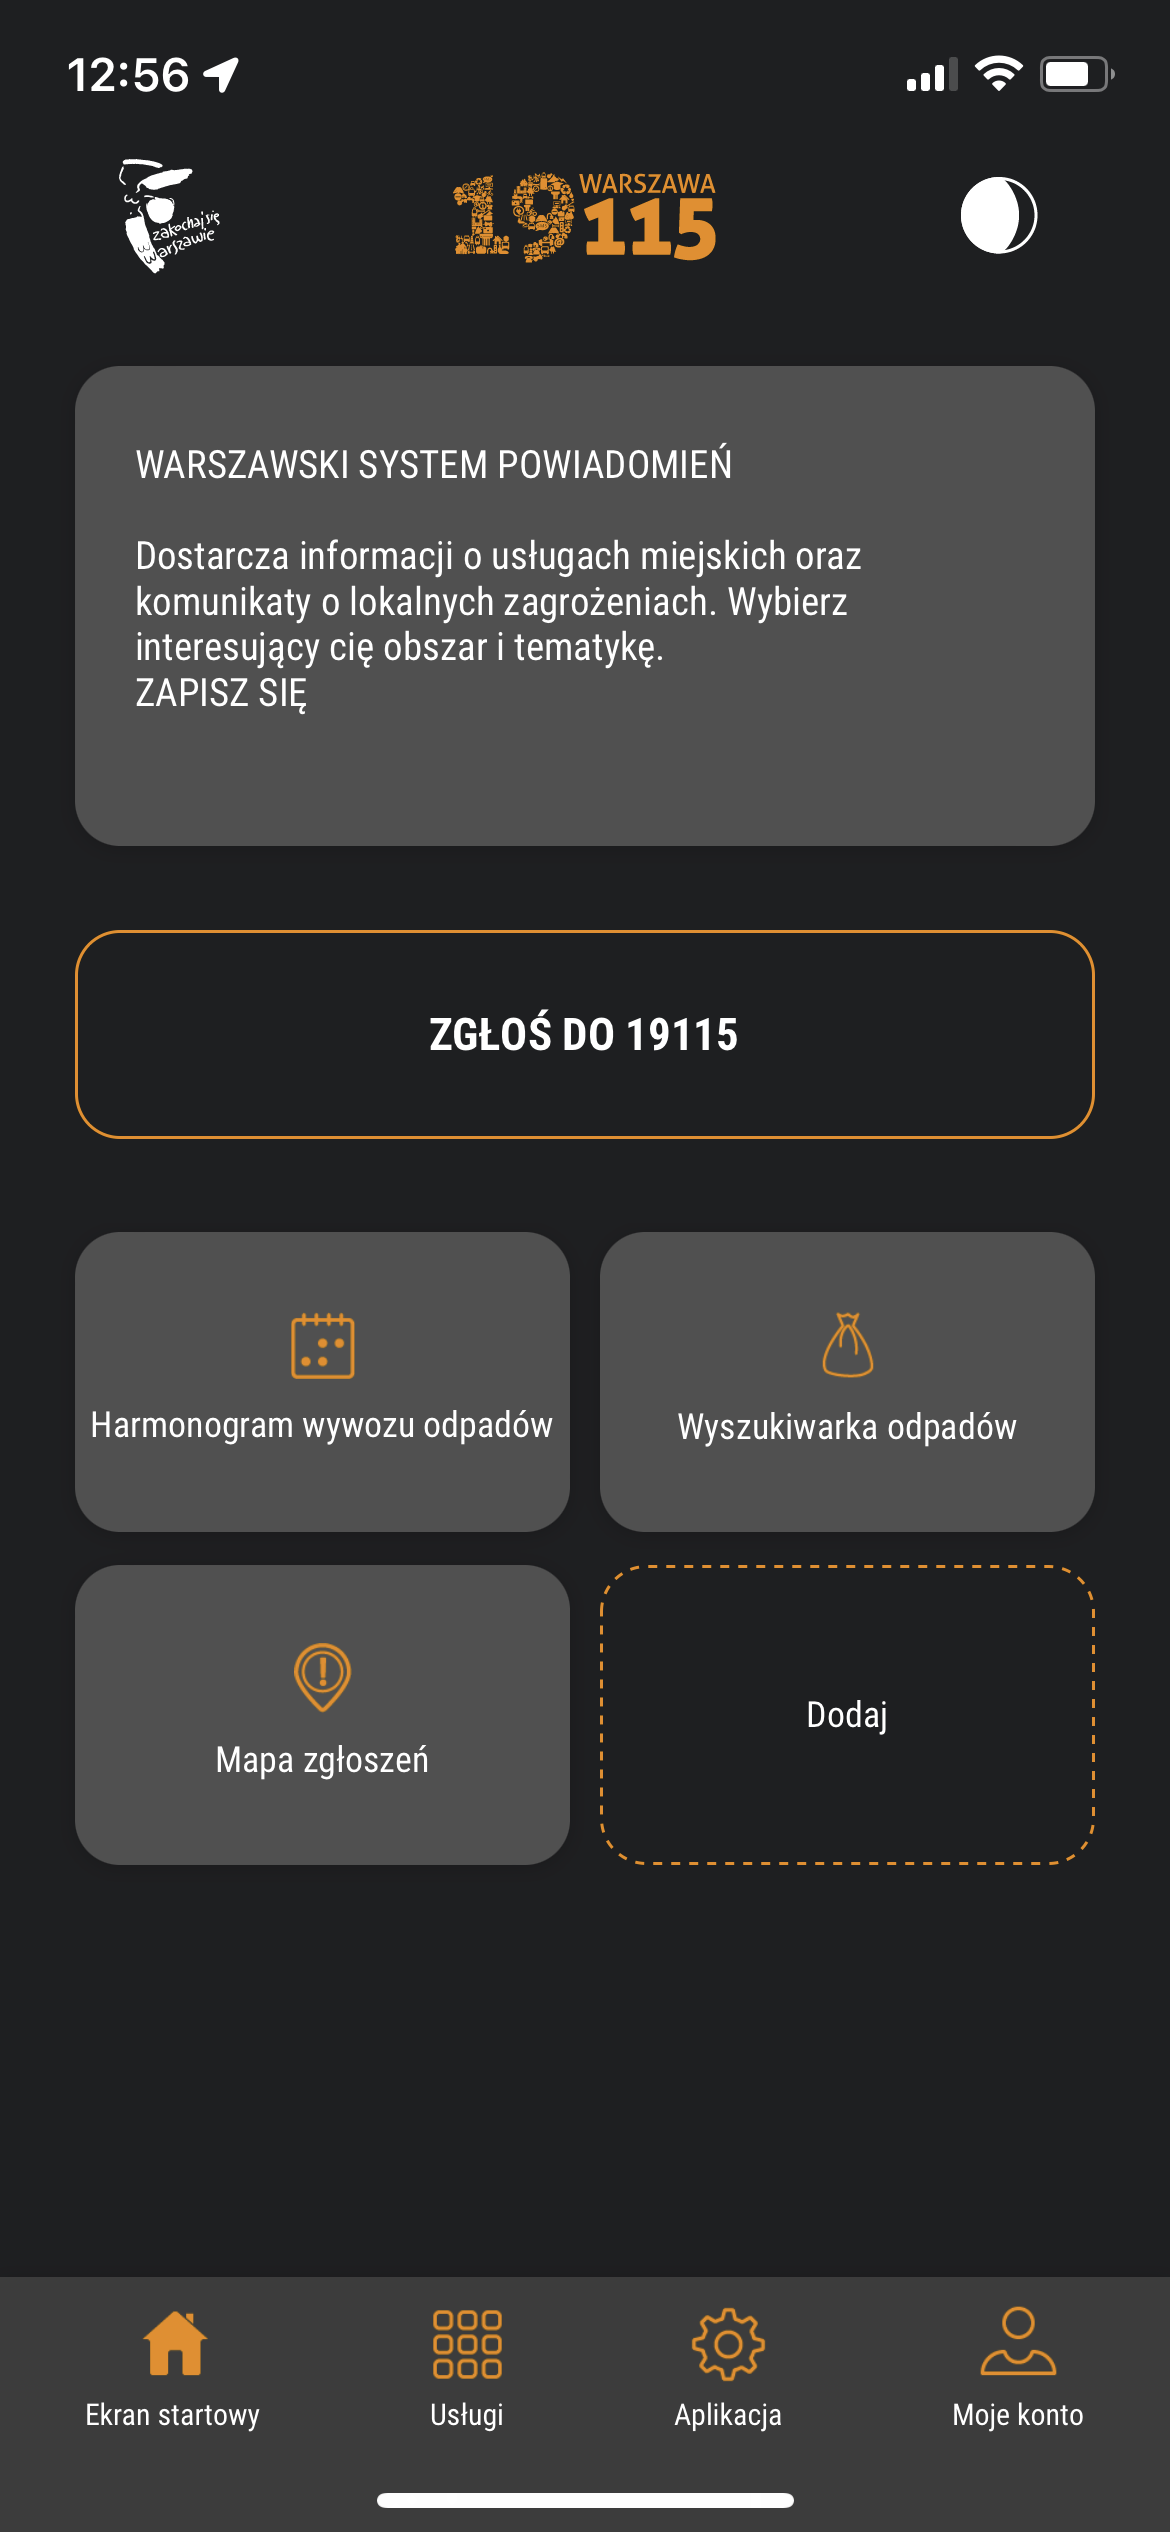 12:56
zakochaj się
w Warszawie
19 WARSZAWA
115
WARSZAWSKI SYSTEM POWIADOMIEŃ
Dostarcza informacji o usługach miejskich oraz
komunikaty o lokalnych zagrożeniach. Wybierz
interesujący cię obszar i tematykę.
ZAPISZ SIĘ
ZGŁOŚ DO 19115
Harmonogram wywozu odpadów
Wyszukiwarka odpadów
Mapa zgłoszeń
Dodaj
Ekran startowy
Usługi
Aplikacja
Moje konto